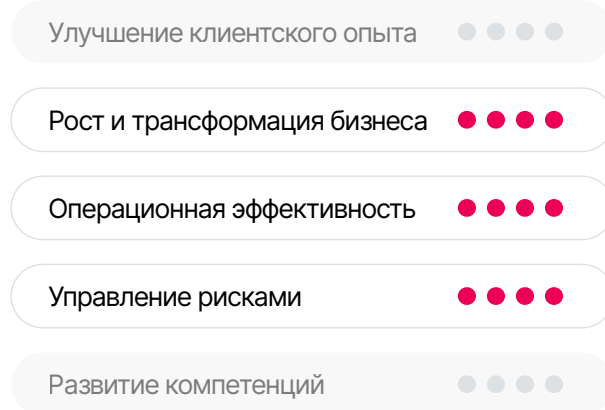 Улучшение клиентского опыта
Рост и трансформация бизнеса
Операционная эффективность
Управление рисками
Развитие компетенций